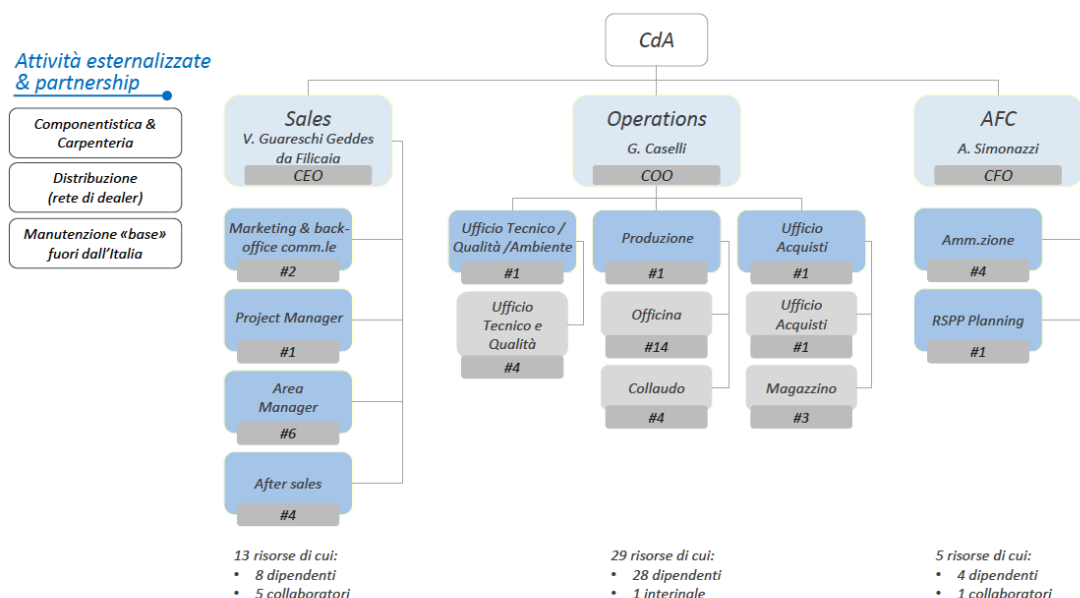 CdA
Attività esternalizzate
& partnership
Componentistica &
Carpenteria
Distribuzione
(rete di dealer)
Manutenzione «base»
fuori dall'Italia
Sales
V. Guareschi Geddes
da Filicaia
CEO
Marketing & back-
office comm.le
#2
Project Manager
#1
Area
Manager
#6
After sales
#4
13 risorse di cui:
• 8 dipendenti
• 5 collaboratori
Operations
G. Caselli
COO
Ufficio Tecnico /
Qualità /Ambiente
#1
Ufficio
Tecnico e
Qualità
#4
Produzione
#1
Officina
#14
Collaudo
#4
Ufficio
Acquisti
#1
Ufficio
Acquisti
#1
Magazzino
#3
29 risorse di cui:
• 28 dipendenti
• 1 interinale
AFC
A. Simonazzi
CFO
Amm.zione
#4
RSPP Planning
#1
5 risorse di cui:
• 4 dipendenti
• 1 collaboratori